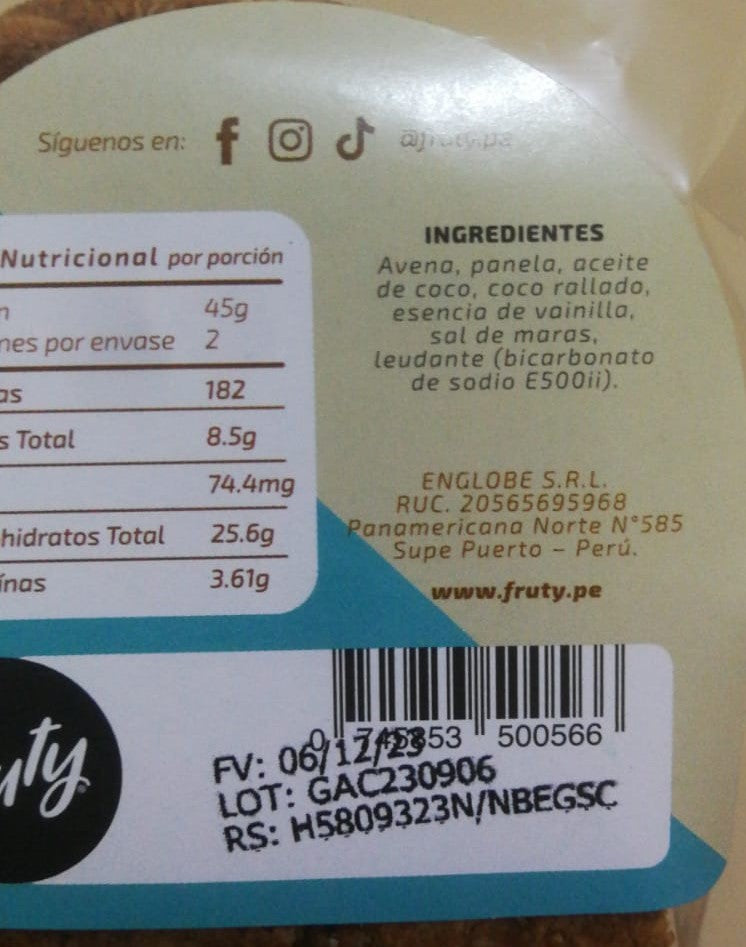 Síguenos en: @fruty.pe
Nutricional por porción
45g
por envase 2
182
Total 8.5g
74.4mg
hidratos Total 25.6g
ínas 3.61g
INGREDIENTES
Avena, panela, aceite
de coco, coco rallado,
esencia de vainilla,
sal de maras,
leudante (bicarbonato
de sodio E500ii).
ENGLOBE S.R.L.
RUC. 20565695968
Panamericana Norte N°585
Supe Puerto – Perú.
www.fruty.pe
500566
FV: 06/12/23
LOT: GAC230906
RS: H5809323N/NBEGSC